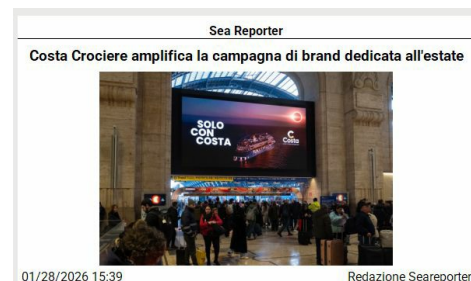 Sea Reporter
Costa Crociere amplifica la campagna di brand dedicata all'estate
SOLO
CON
COSTA
Costa
01/28/2026 15:39
Redazione Seareporter